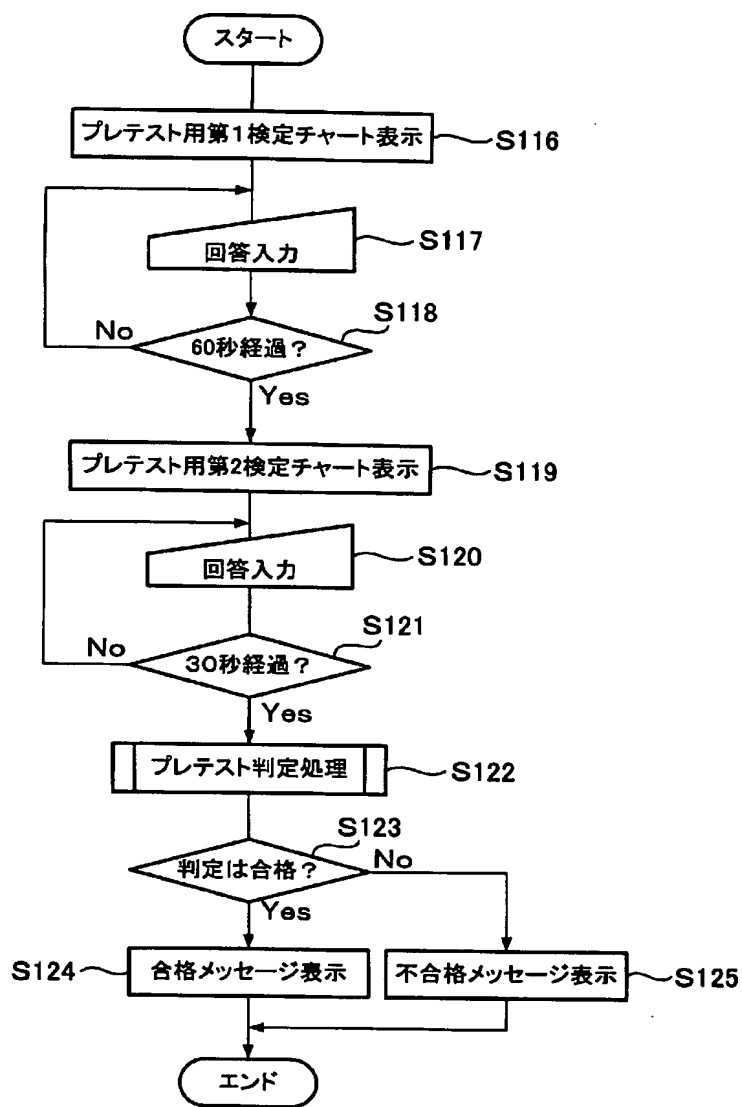 スタート
プレテスト用第1検定チャート表示
S116
回答入力
S117
60秒経過?
S118
No
Yes
プレテスト用第2検定チャート表示
S119
回答入力
S120
30秒経過?
S121
No
Yes
プレテスト判定処理
S122
判定は合格?
S123
No
Yes
S124
合格メッセージ表示
不合格メッセージ表示
S125
エンド